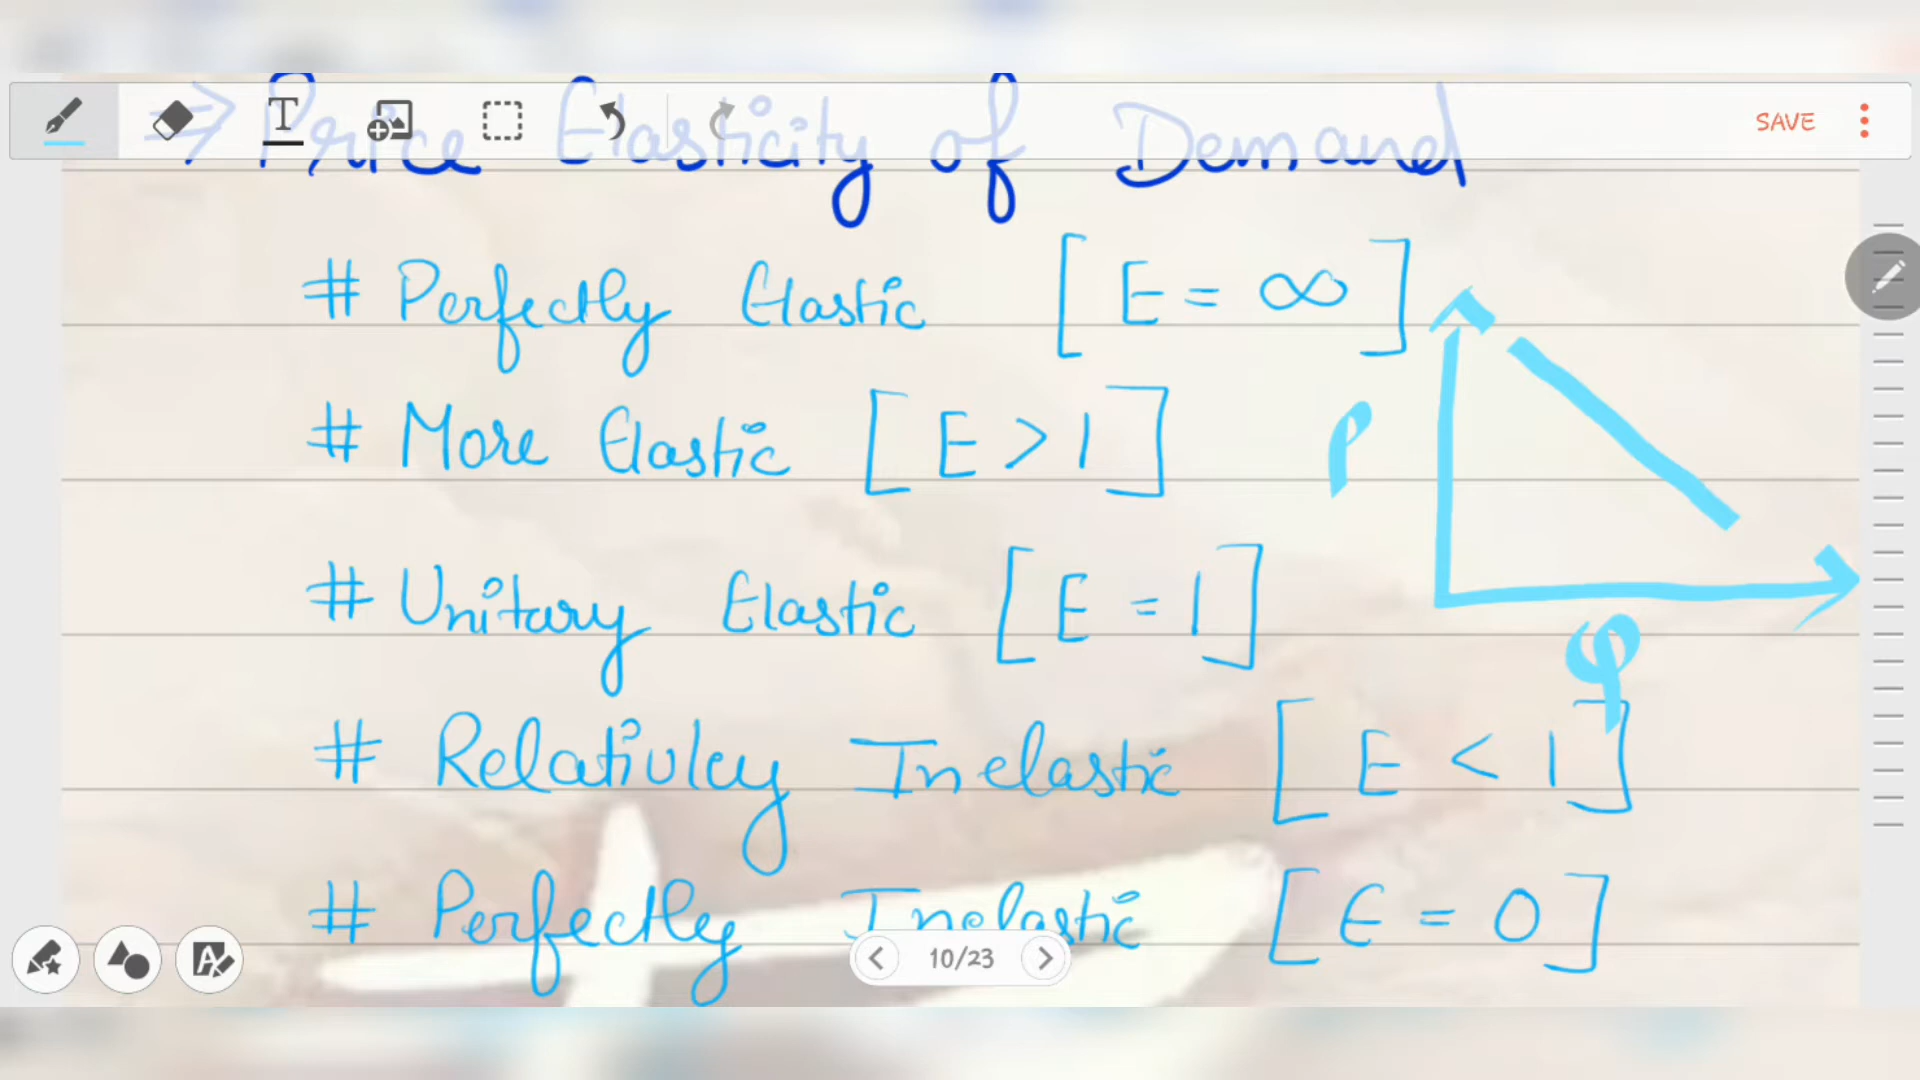 SAVE
⇒ Price Elasticity of Demand
# Perfectly Elastic [E = ∞]
# More Elastic [E > 1]
P
# Unitary Elastic [E = 1]
φ
# Relativley Inelastic [E < 1]
# Perfectly Inelastic [E = 0]
10/23